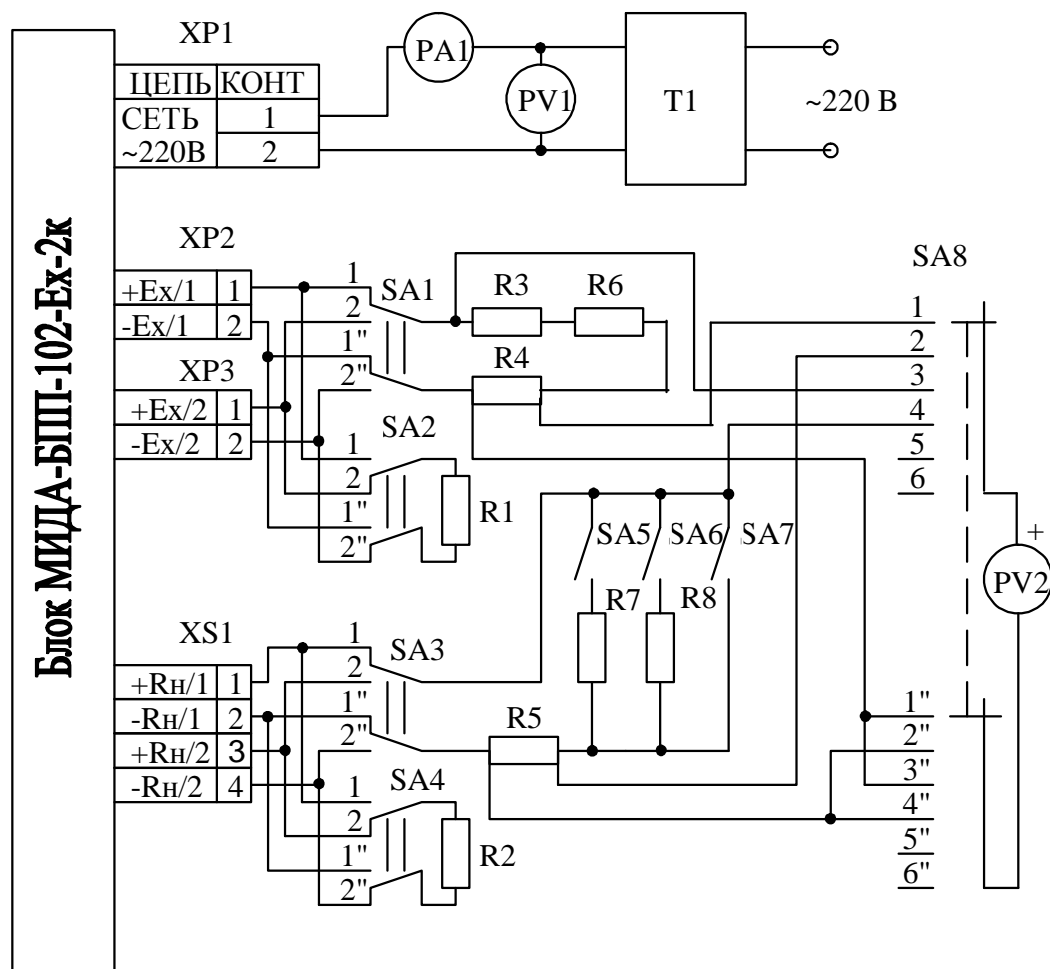 Блок МИДА-БПП-102-Ех-2к
XP1
ЦЕПЬ КОНТ
СЕТЬ 1
~220В 2
PA1
PV1
T1
~220 В
XP2
+Ex/1 1
-Ex/1 2
XP3
+Ex/2 1
-Ex/2 2
1
2
1"
2"
SA1
R3
R6
R4
SA2
1
2
1"
2"
R1
SA8
1
2
3
4
5
6
SA5
SA6
SA7
R7
R8
+
PV2
XS1
+Rн/1 1
-Rн/1 2
+Rн/2 3
-Rн/2 4
1
2
1"
2"
SA3
R5
SA4
1
2
1"
2"
R2
1"
2"
3"
4"
5"
6"